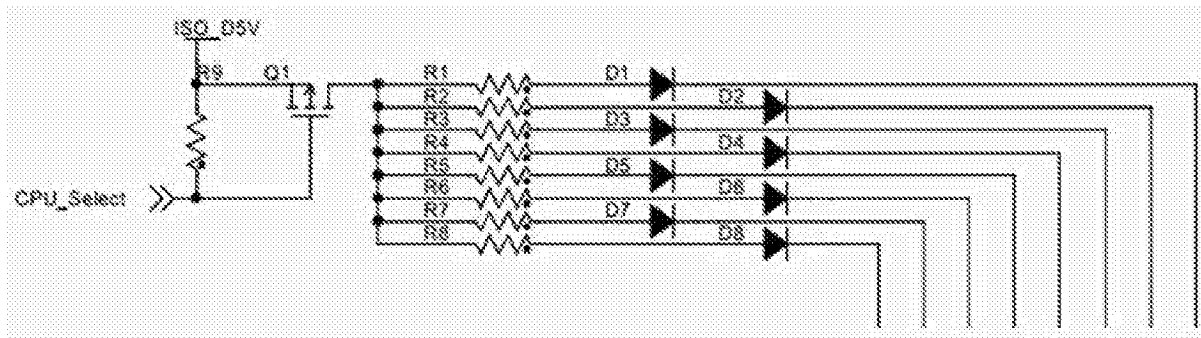 ISO_D5V
R9 Q1
R1 D1
R2 D2
R3 D3
R4 D4
R5 D5
R6 D6
CPU_Select
R7 D7
R8 D8